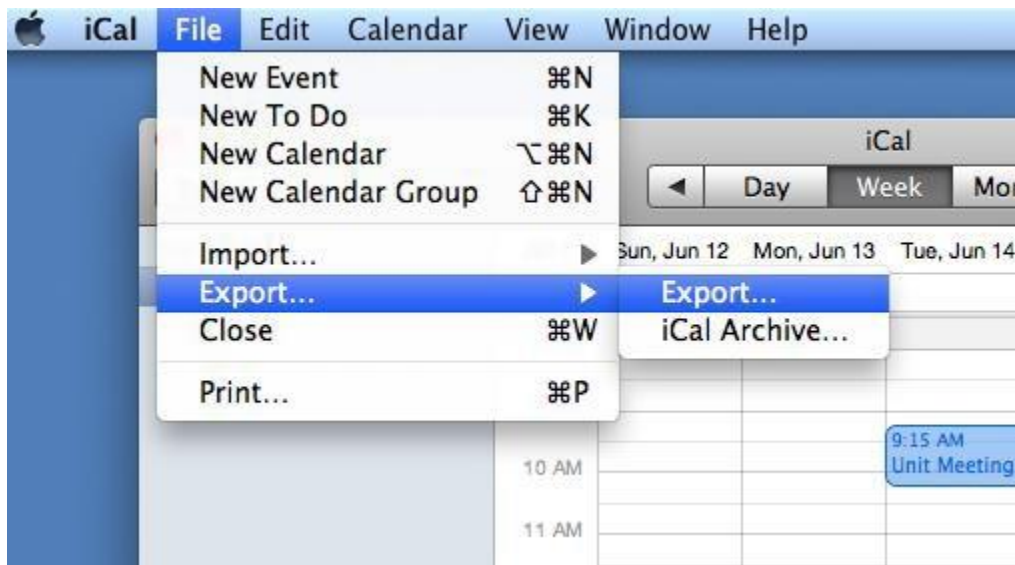 iCal File Edit Calendar View Window Help
New Event ⌘N
New To Do ⌘K
New Calendar ⌥⌘N
New Calendar Group ⇧⌘N
Import...
Export...
Close ⌘W
Print... ⌘P
Export...
iCal Archive...
iCal
Day Week Mo
Sun, Jun 12 Mon, Jun 13 Tue, Jun 14
10 AM
11 AM
9:15 AM
Unit Meeting